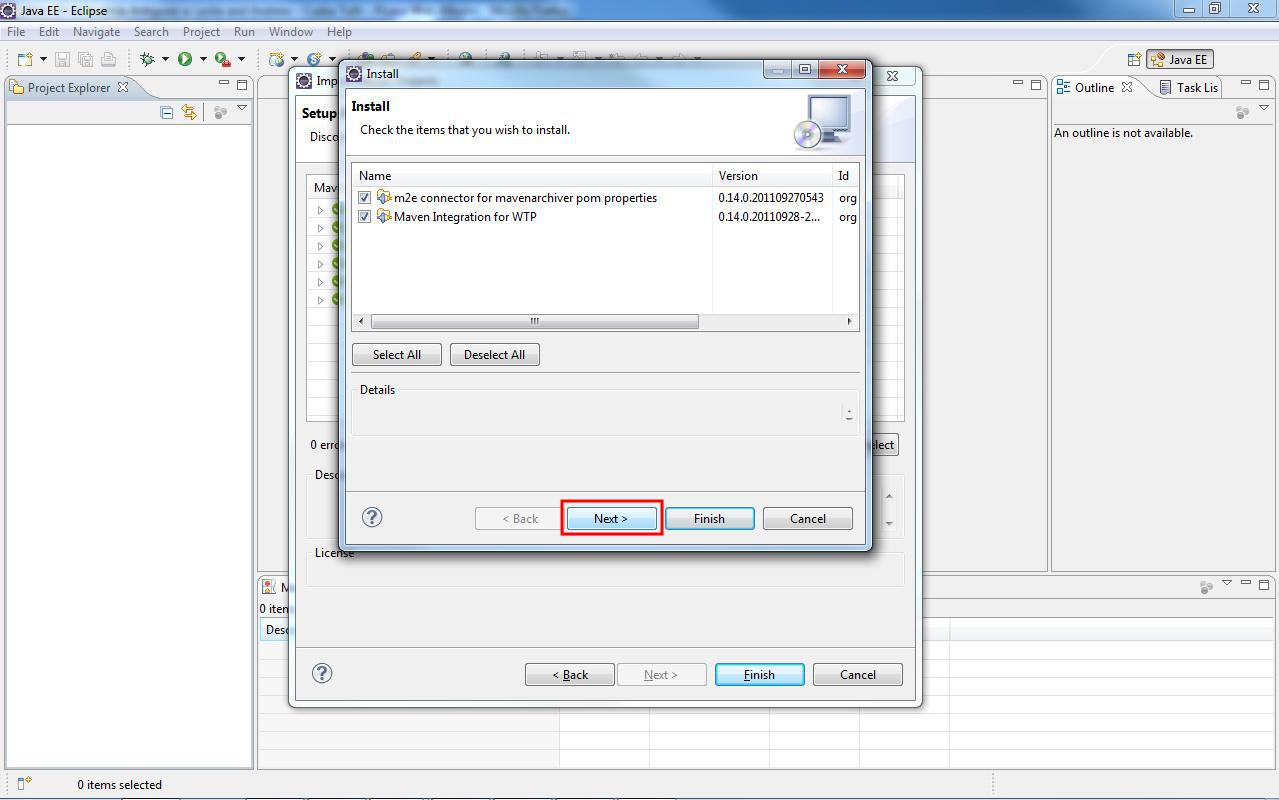 Java EE - Eclipse
File Edit Navigate Search Project Run Window Help
Java EE
Project Explorer
Outline
Task Lis
An outline is not available.
Imp
Setup
Disco
Mav
0 erro
elect
Desc
License
< Back
Next >
Finish
Cancel
Install
Install
Check the items that you wish to install.
Name Version Id
m2e connector for mavenarchiver pom properties 0.14.0.201109270543 org
Maven Integration for WTP 0.14.0.20110928-2... org
Select All
Deselect All
Details
< Back
Next >
Finish
Cancel
M
0 iten
Desc
0 items selected